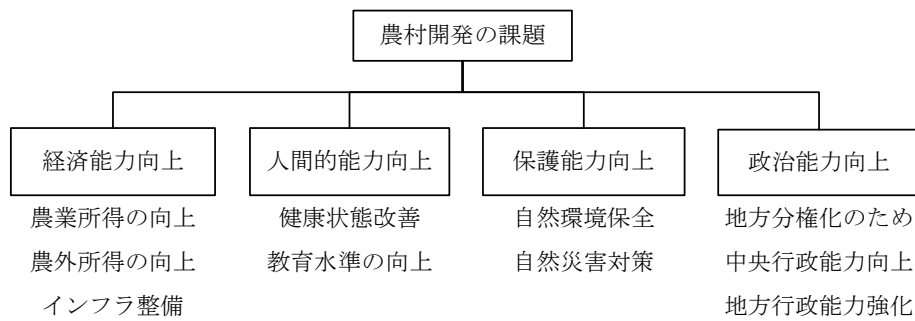 農村開発の課題
経済能力向上
人間的能力向上
保護能力向上
政治能力向上
農業所得の向上
農外所得の向上
インフラ整備
健康状態改善
教育水準の向上
自然環境保全
自然災害対策
地方分権化のため
中央行政能力向上
地方行政能力強化